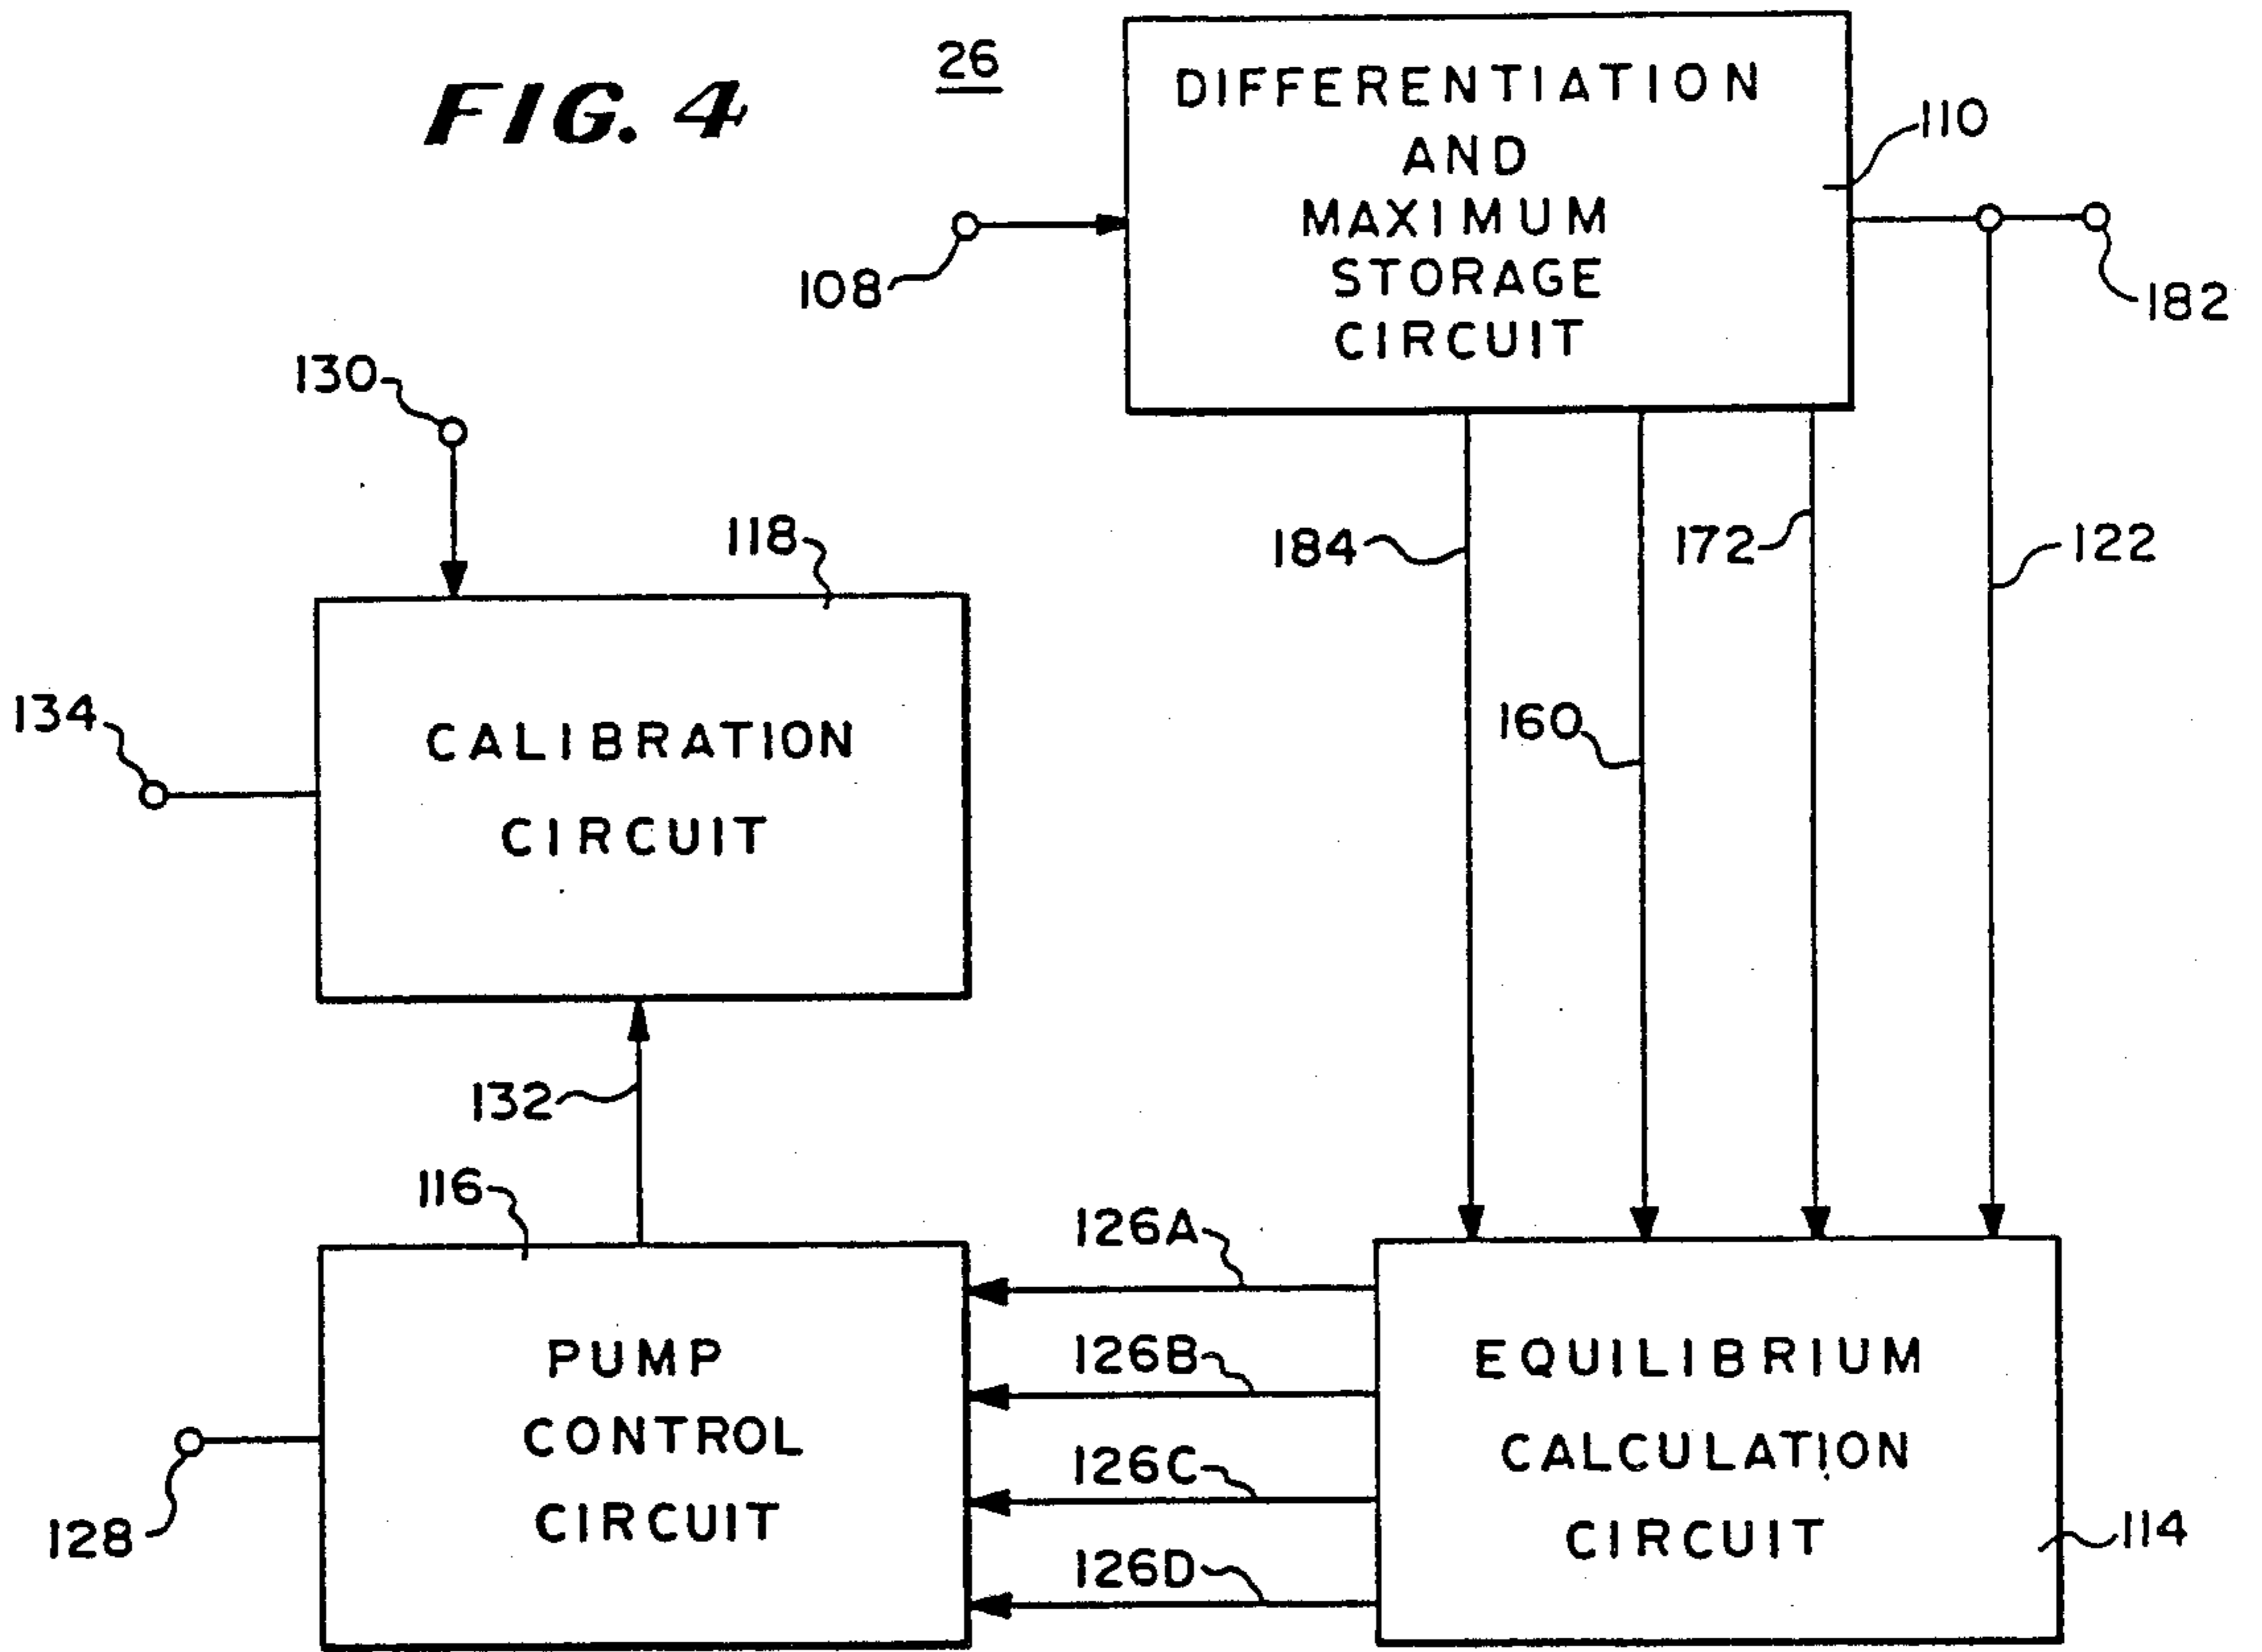 FIG. 4
26
DIFFERENTIATION
AND
MAXIMUM
STORAGE
CIRCUIT
110
108
182
130
118
184
172
122
134
160
CALIBRATION
CIRCUIT
132
116
126A
126B
126C
126D
PUMP
CONTROL
CIRCUIT
128
EQUILIBRIUM
CALCULATION
CIRCUIT
114